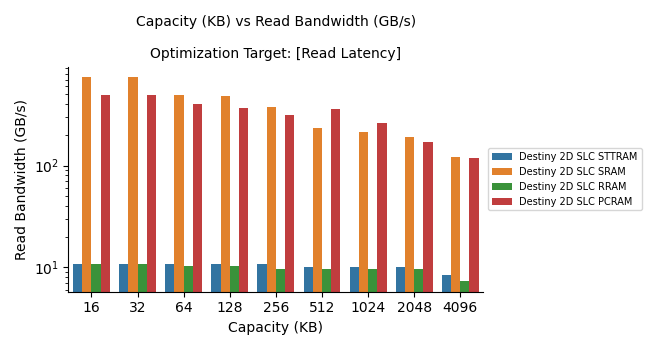 Capacity (KB) vs Read Bandwidth (GB/s)
Optimization Target: [Read Latency]
Read Bandwidth (GB/s)
10²
10¹
16 32 64 128 256 512 1024 2048 4096
Capacity (KB)
Destiny 2D SLC STTRAM
Destiny 2D SLC SRAM
Destiny 2D SLC RRAM
Destiny 2D SLC PCRAM